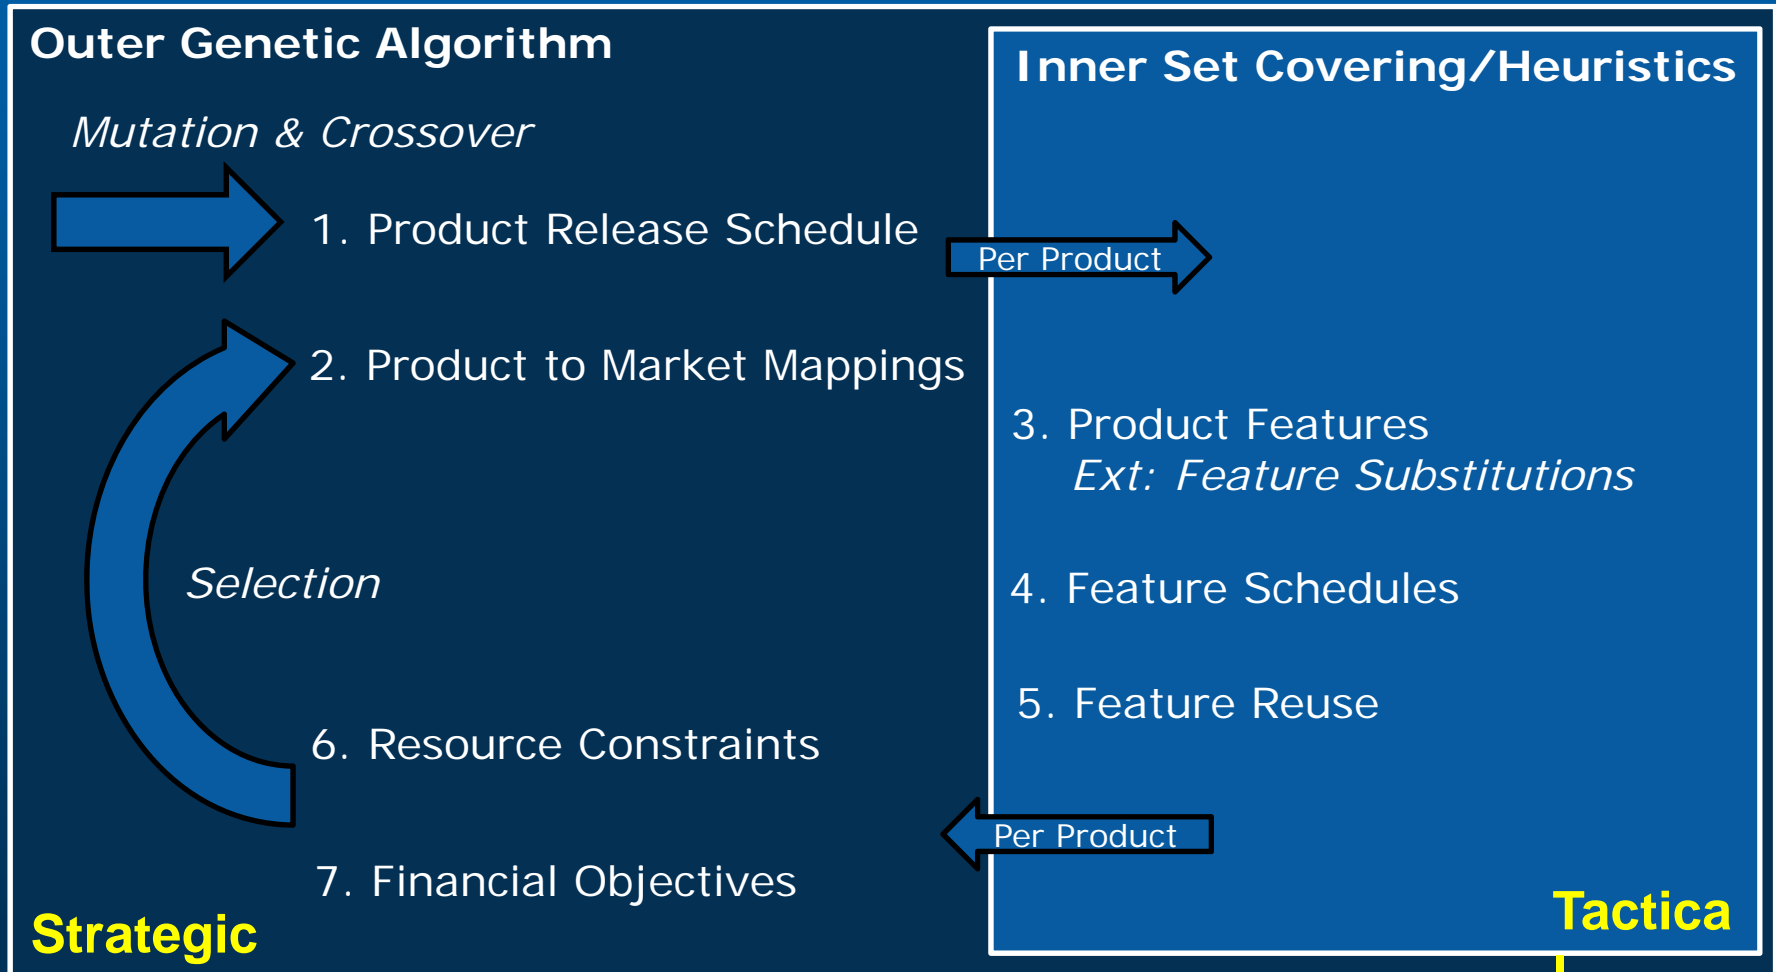 Outer Genetic Algorithm
Mutation & Crossover
1. Product Release Schedule
2. Product to Market Mappings
Selection
6. Resource Constraints
7. Financial Objectives
Strategic
Per Product
Inner Set Covering/Heuristics
3. Product Features
Ext: Feature Substitutions
4. Feature Schedules
5. Feature Reuse
Per Product
Tactica
l